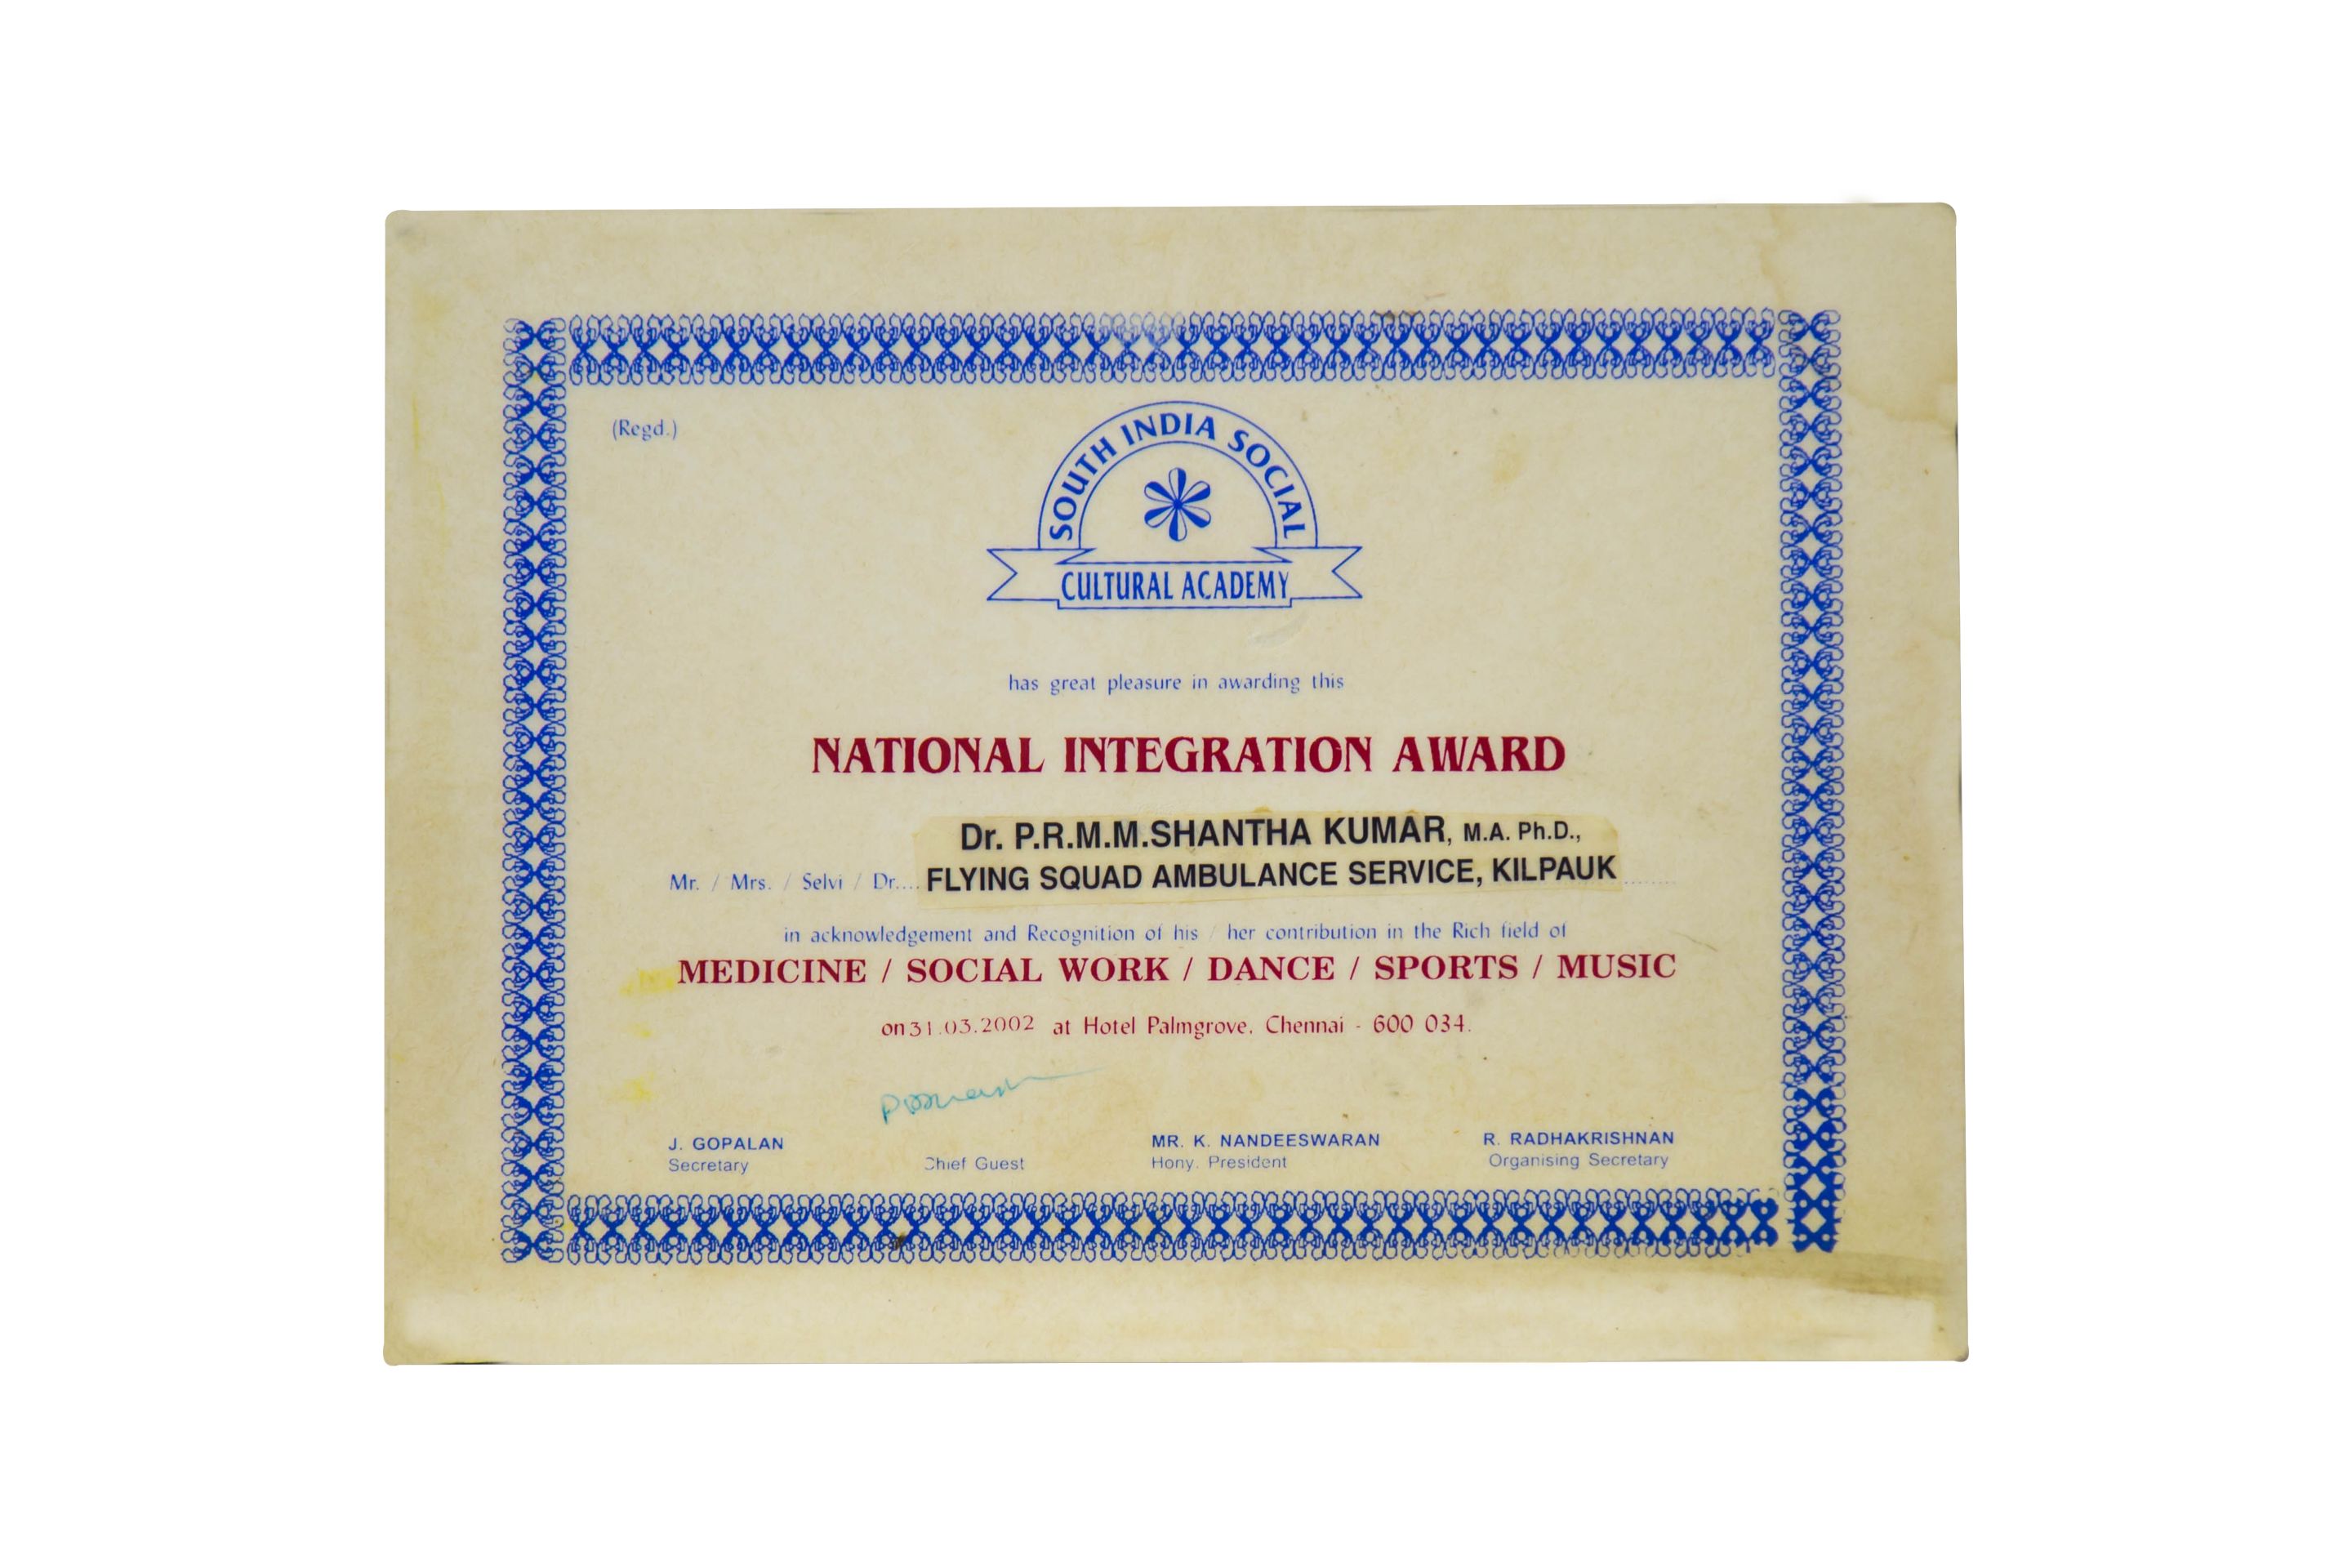 (Regd.)
SOUTH INDIA SOCIAL
CULTURAL ACADEMY
has great pleasure in awarding this
NATIONAL INTEGRATION AWARD
Dr. P.R.M.M.SHANTHA KUMAR, M.A. Ph.D.,
Mr. / Mrs. / Selvi / Dr.... FLYING SQUAD AMBULANCE SERVICE, KILPAUK
in acknowledgement and Recognition of his / her contribution in the Rich field of
MEDICINE / SOCIAL WORK / DANCE / SPORTS / MUSIC
on 31.03.2002 at Hotel Palmgrove, Chennai - 600 034.
J. GOPALAN
Secretary
Chief Guest
MR. K. NANDEESWARAN
Hony. President
R. RADHAKRISHNAN
Organising Secretary